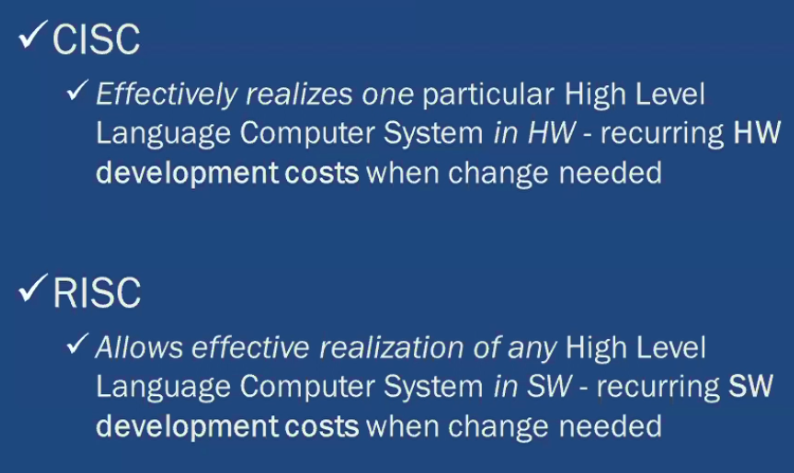 ✓CISC
✓Effectively realizes one particular High Level
Language Computer System in HW - recurring HW
development costs when change needed
✓RISC
✓Allows effective realization of any High Level
Language Computer System in SW - recurring SW
development costs when change needed